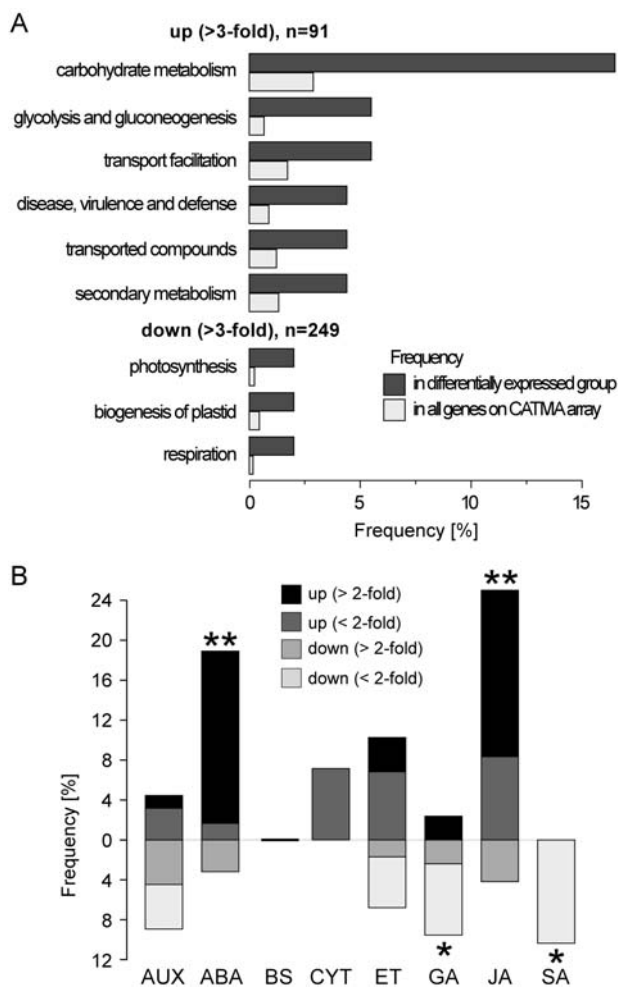 A
up (>3-fold), n=91
carbohydrate metabolism
glycolysis and gluconeogenesis
transport facilitation
disease, virulence and defense
transported compounds
secondary metabolism
down (>3-fold), n=249
photosynthesis
biogenesis of plastid
respiration
Frequency
in differentially expressed group
in all genes on CATMA array
0 5 10 15
Frequency [%]
B
up (> 2-fold)
up (< 2-fold)
down (> 2-fold)
down (< 2-fold)
**
**
24
20
16
12
8
4
0
4
8
12
Frequency [%]
*
*
AUX ABA BS CYT ET GA JA SA